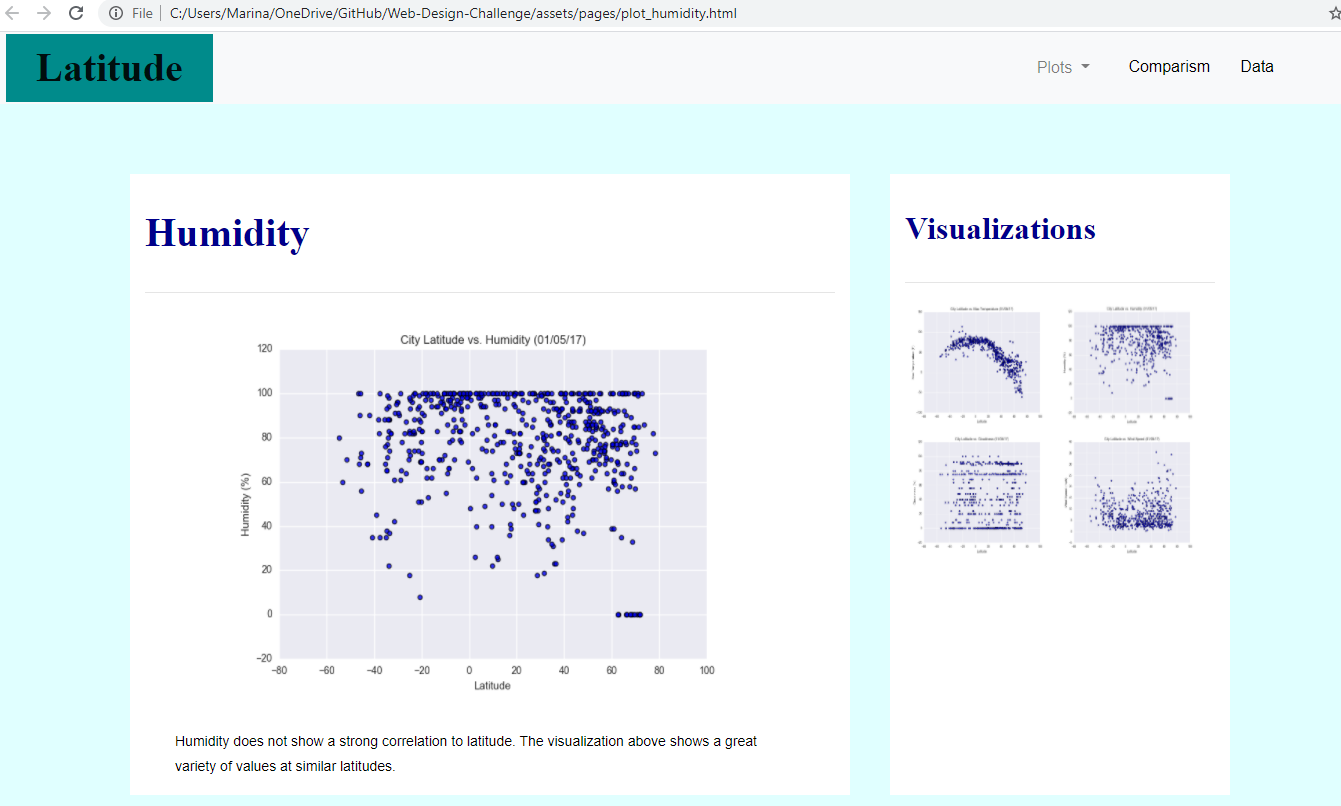 File | C:/Users/Marina/OneDrive/GitHub/Web-Design-Challenge/assets/pages/plot_humidity.html
Latitude
Plots
Comparism
Data
Humidity
City Latitude vs. Humidity (01/05/17)
120
100
80
60
40
20
0
−20
Humidity (%)
−80 −60 −40 −20 0 20 40 60 80 100
Latitude
Humidity does not show a strong correlation to latitude. The visualization above shows a great
variety of values at similar latitudes.
Visualizations